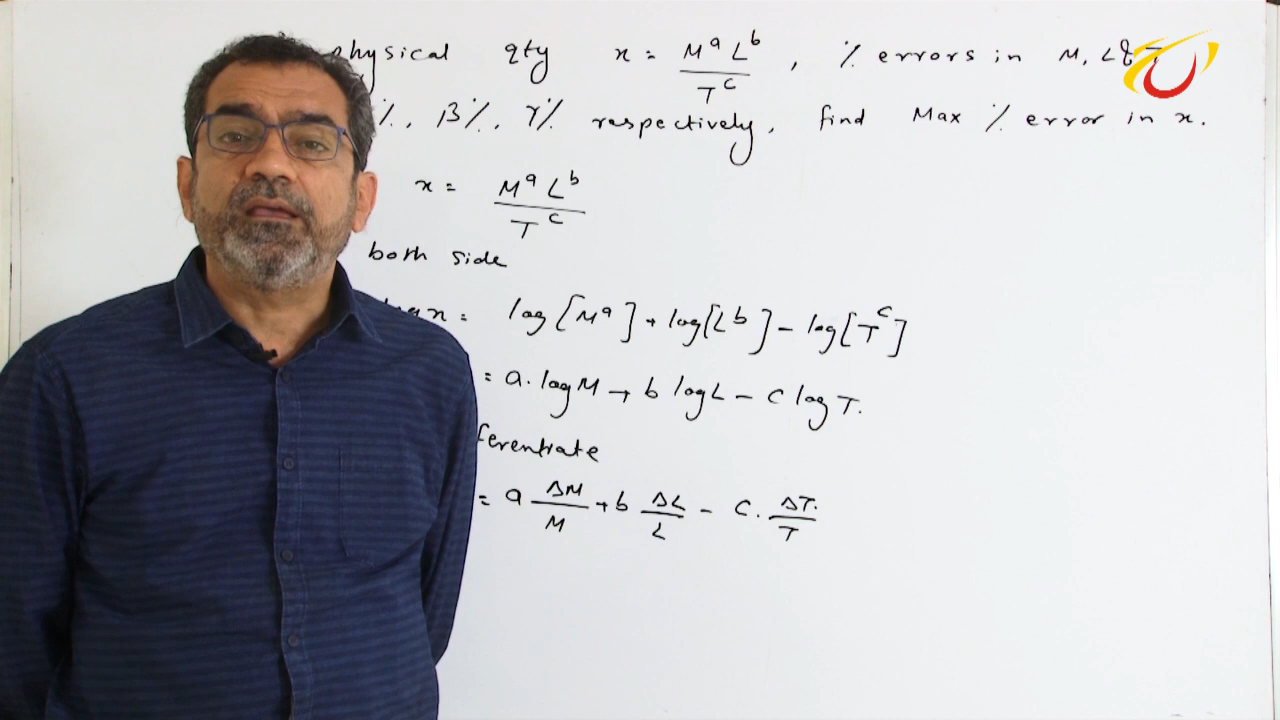 physical qty x = M^a L^b / T^c , % errors in M, L &
%, β%, γ% respectively, find Max % error in x.
x = M^a L^b / T^c
both side
x = log[M^a] + log[L^b] - log[T^c]
= a. log M + b log L - c log T.
ferentiate
= a ΔM/M + b ΔL/L - c. ΔT./T